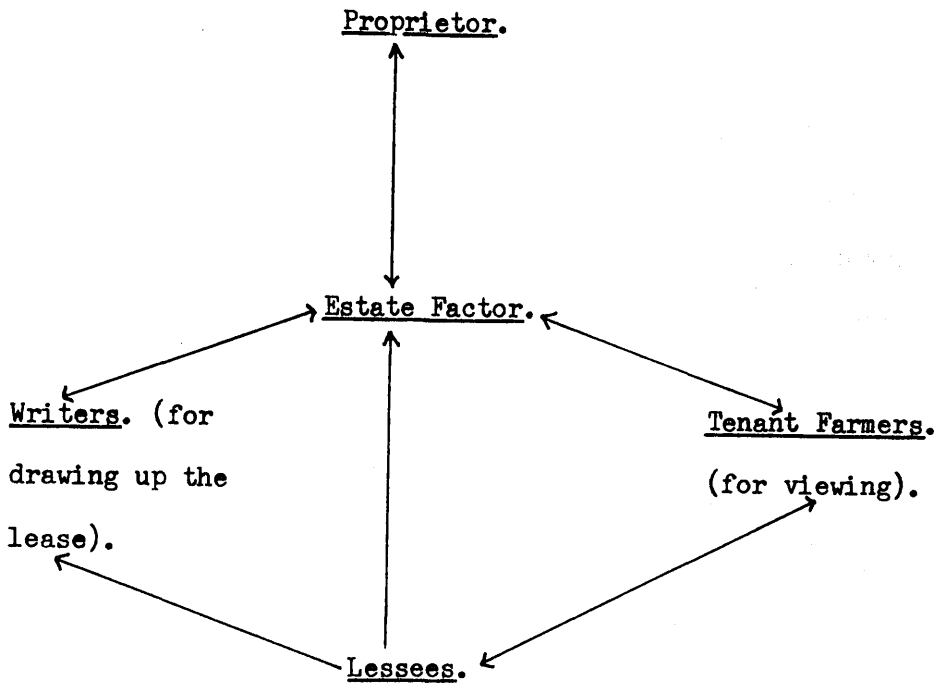 Proprietor.
Estate Factor.
Writers. (for
drawing up the
lease).
Tenant Farmers.
(for viewing).
Lessees.